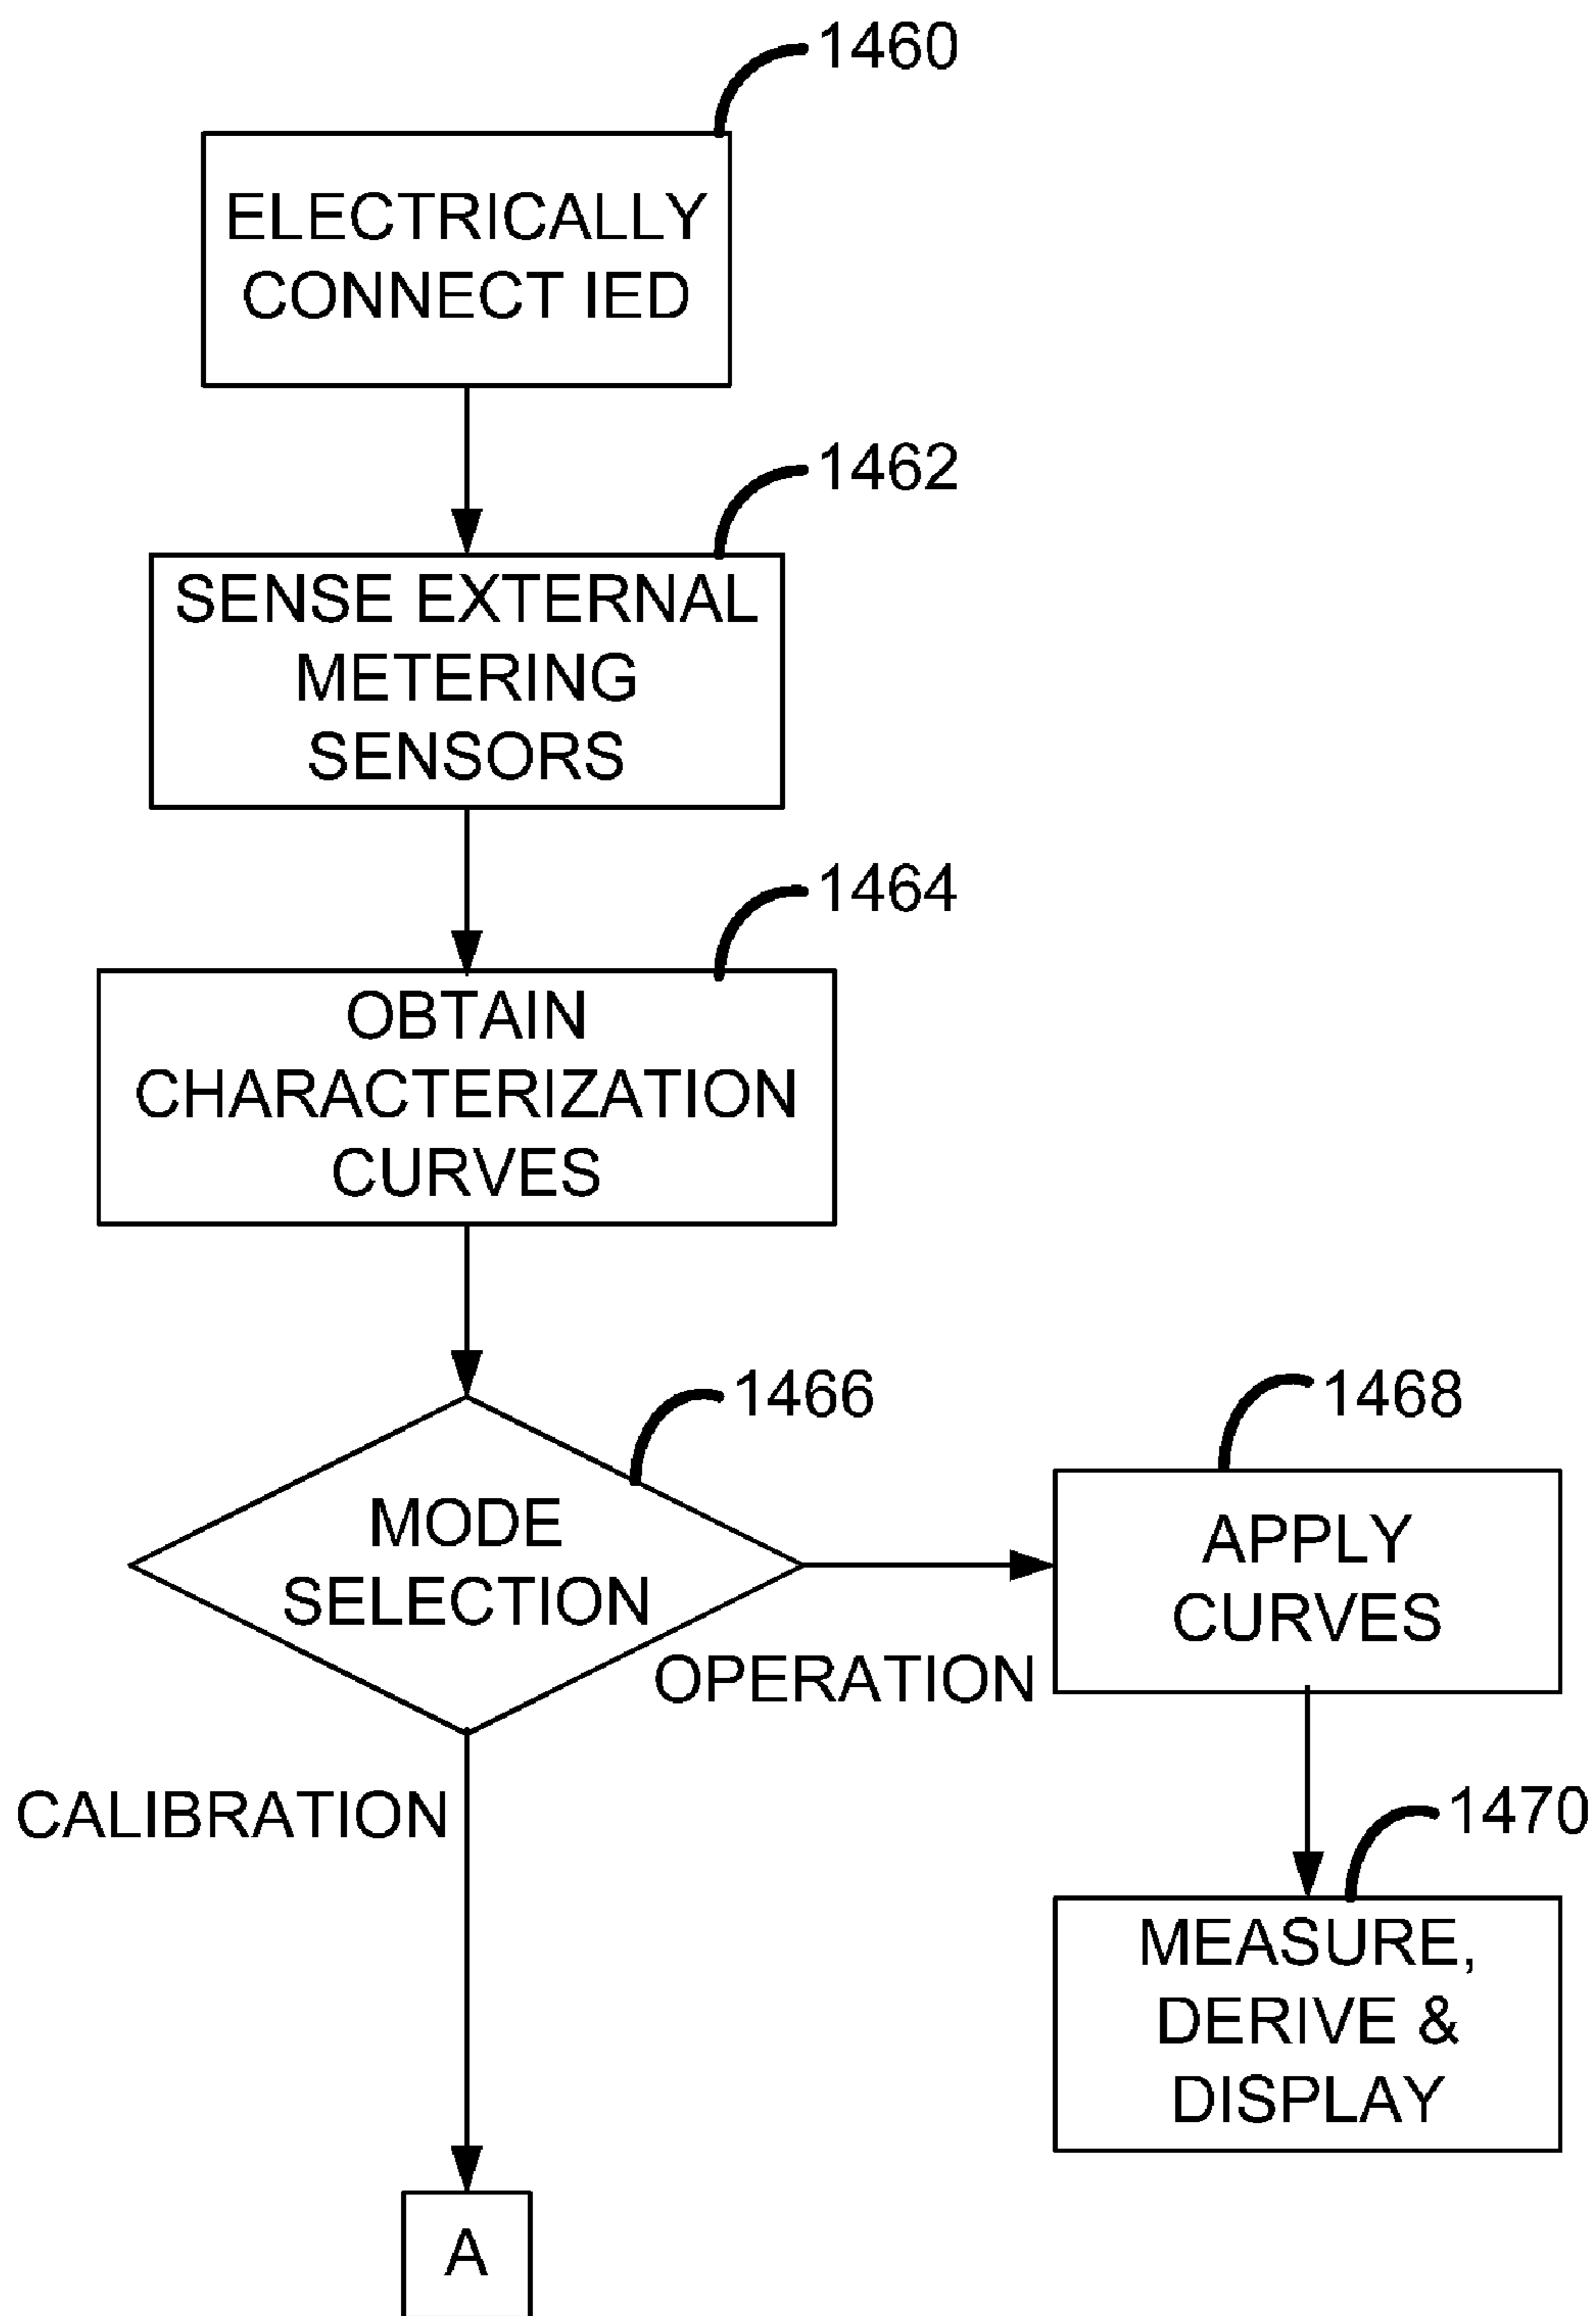 1460
ELECTRICALLY
CONNECT IED
1462
SENSE EXTERNAL
METERING
SENSORS
1464
OBTAIN
CHARACTERIZATION
CURVES
1466
MODE
SELECTION
1468
APPLY
CURVES
OPERATION
CALIBRATION
1470
MEASURE,
DERIVE &
DISPLAY
A